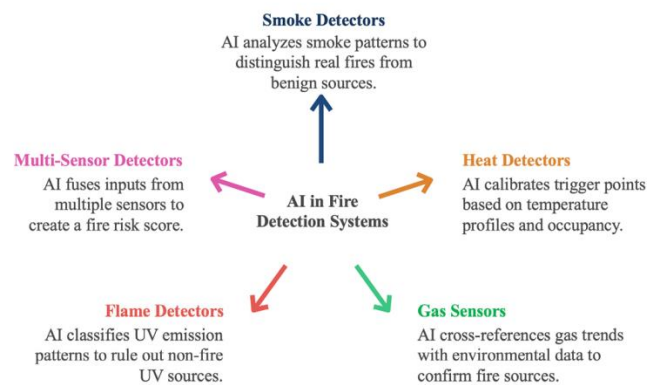 Smoke Detectors
AI analyzes smoke patterns to
distinguish real fires from
benign sources.
Multi-Sensor Detectors
AI fuses inputs from
multiple sensors to
create a fire risk score.
AI in Fire
Detection Systems
Heat Detectors
AI calibrates trigger points
based on temperature
profiles and occupancy.
Flame Detectors
AI classifies UV emission
patterns to rule out non-fire
UV sources.
Gas Sensors
AI cross-references gas trends
with environmental data to
confirm fire sources.